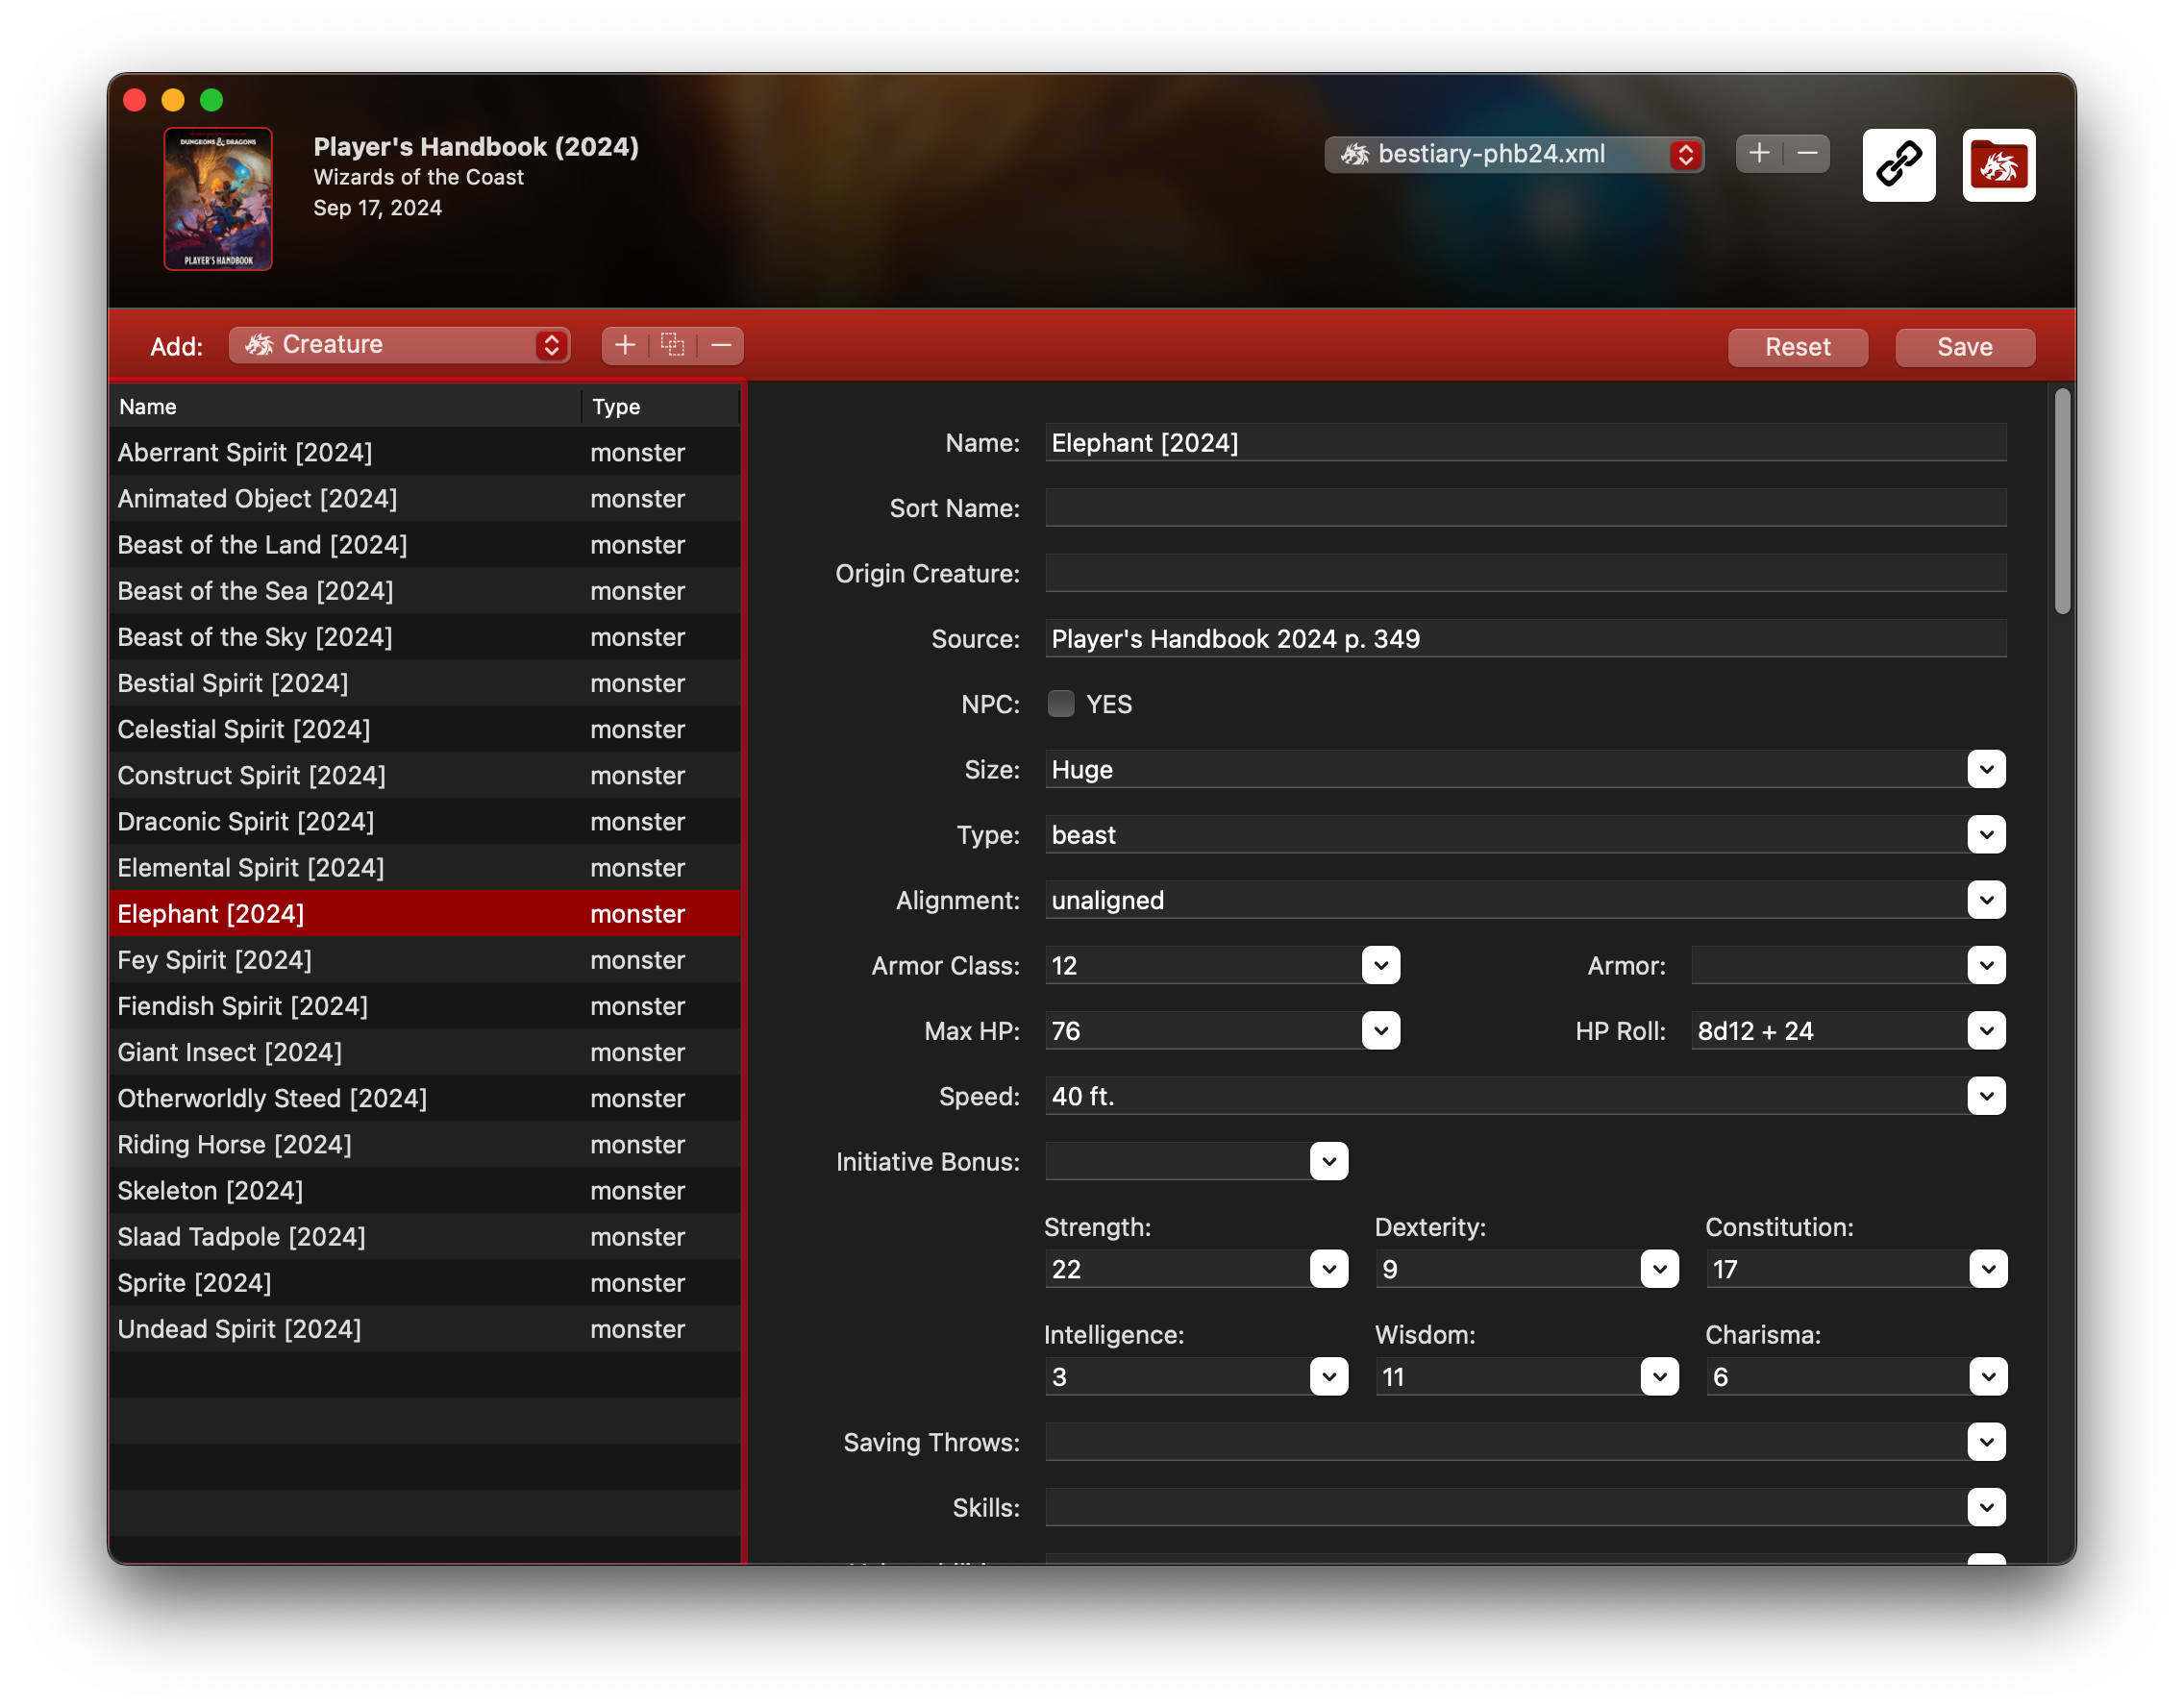 DUNGEONS & DRAGONS
PLAYER'S HANDBOOK
Player's Handbook (2024)
Wizards of the Coast
Sep 17, 2024
bestiary-phb24.xml
Add:
Creature
Reset
Save
Name Type
Aberrant Spirit [2024] monster
Animated Object [2024] monster
Beast of the Land [2024] monster
Beast of the Sea [2024] monster
Beast of the Sky [2024] monster
Bestial Spirit [2024] monster
Celestial Spirit [2024] monster
Construct Spirit [2024] monster
Draconic Spirit [2024] monster
Elemental Spirit [2024] monster
Elephant [2024] monster
Fey Spirit [2024] monster
Fiendish Spirit [2024] monster
Giant Insect [2024] monster
Otherworldly Steed [2024] monster
Riding Horse [2024] monster
Skeleton [2024] monster
Slaad Tadpole [2024] monster
Sprite [2024] monster
Undead Spirit [2024] monster
Name: Elephant [2024]
Sort Name:
Origin Creature:
Source: Player's Handbook 2024 p. 349
NPC: YES
Size: Huge
Type: beast
Alignment: unaligned
Armor Class: 12 Armor:
Max HP: 76 HP Roll: 8d12 + 24
Speed: 40 ft.
Initiative Bonus:
Strength: Dexterity: Constitution:
22 9 17
Intelligence: Wisdom: Charisma:
3 11 6
Saving Throws:
Skills: